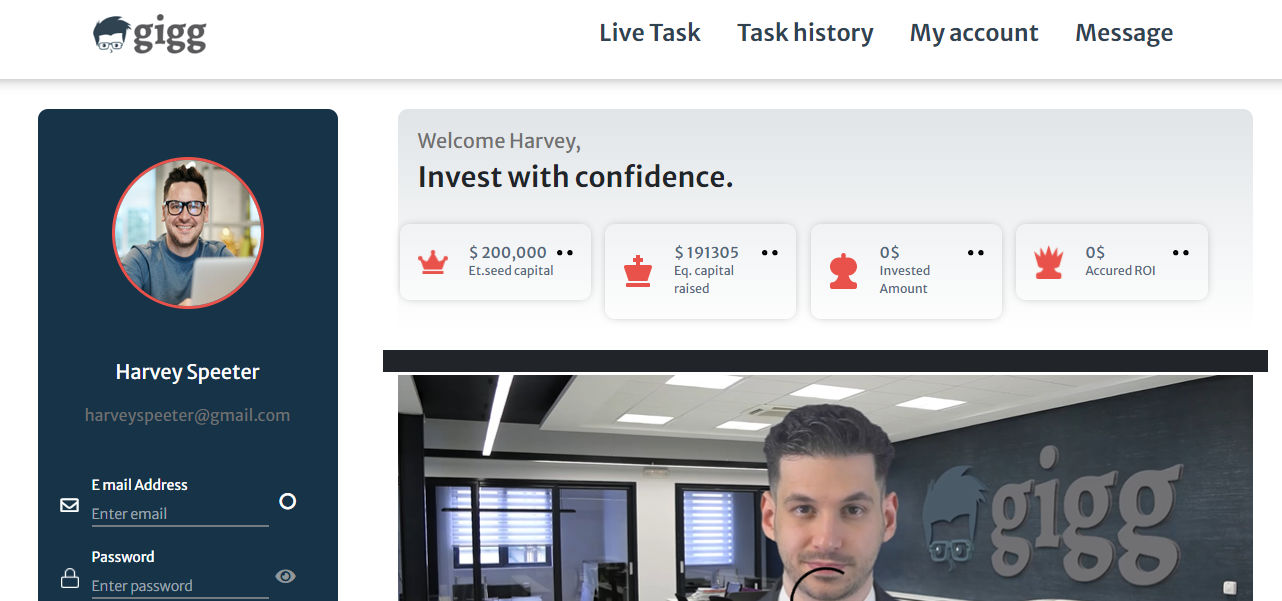 gigg
Live Task Task history My account Message
Welcome Harvey,
Invest with confidence.
$ 200,000
Et.seed capital
$ 191305
Eq. capital
raised
0$
Invested
Amount
0$
Accured ROI
Harvey Speeter
harveyspeeter@gmail.com
E mail Address
Enter email
Password
Enter password
gigg